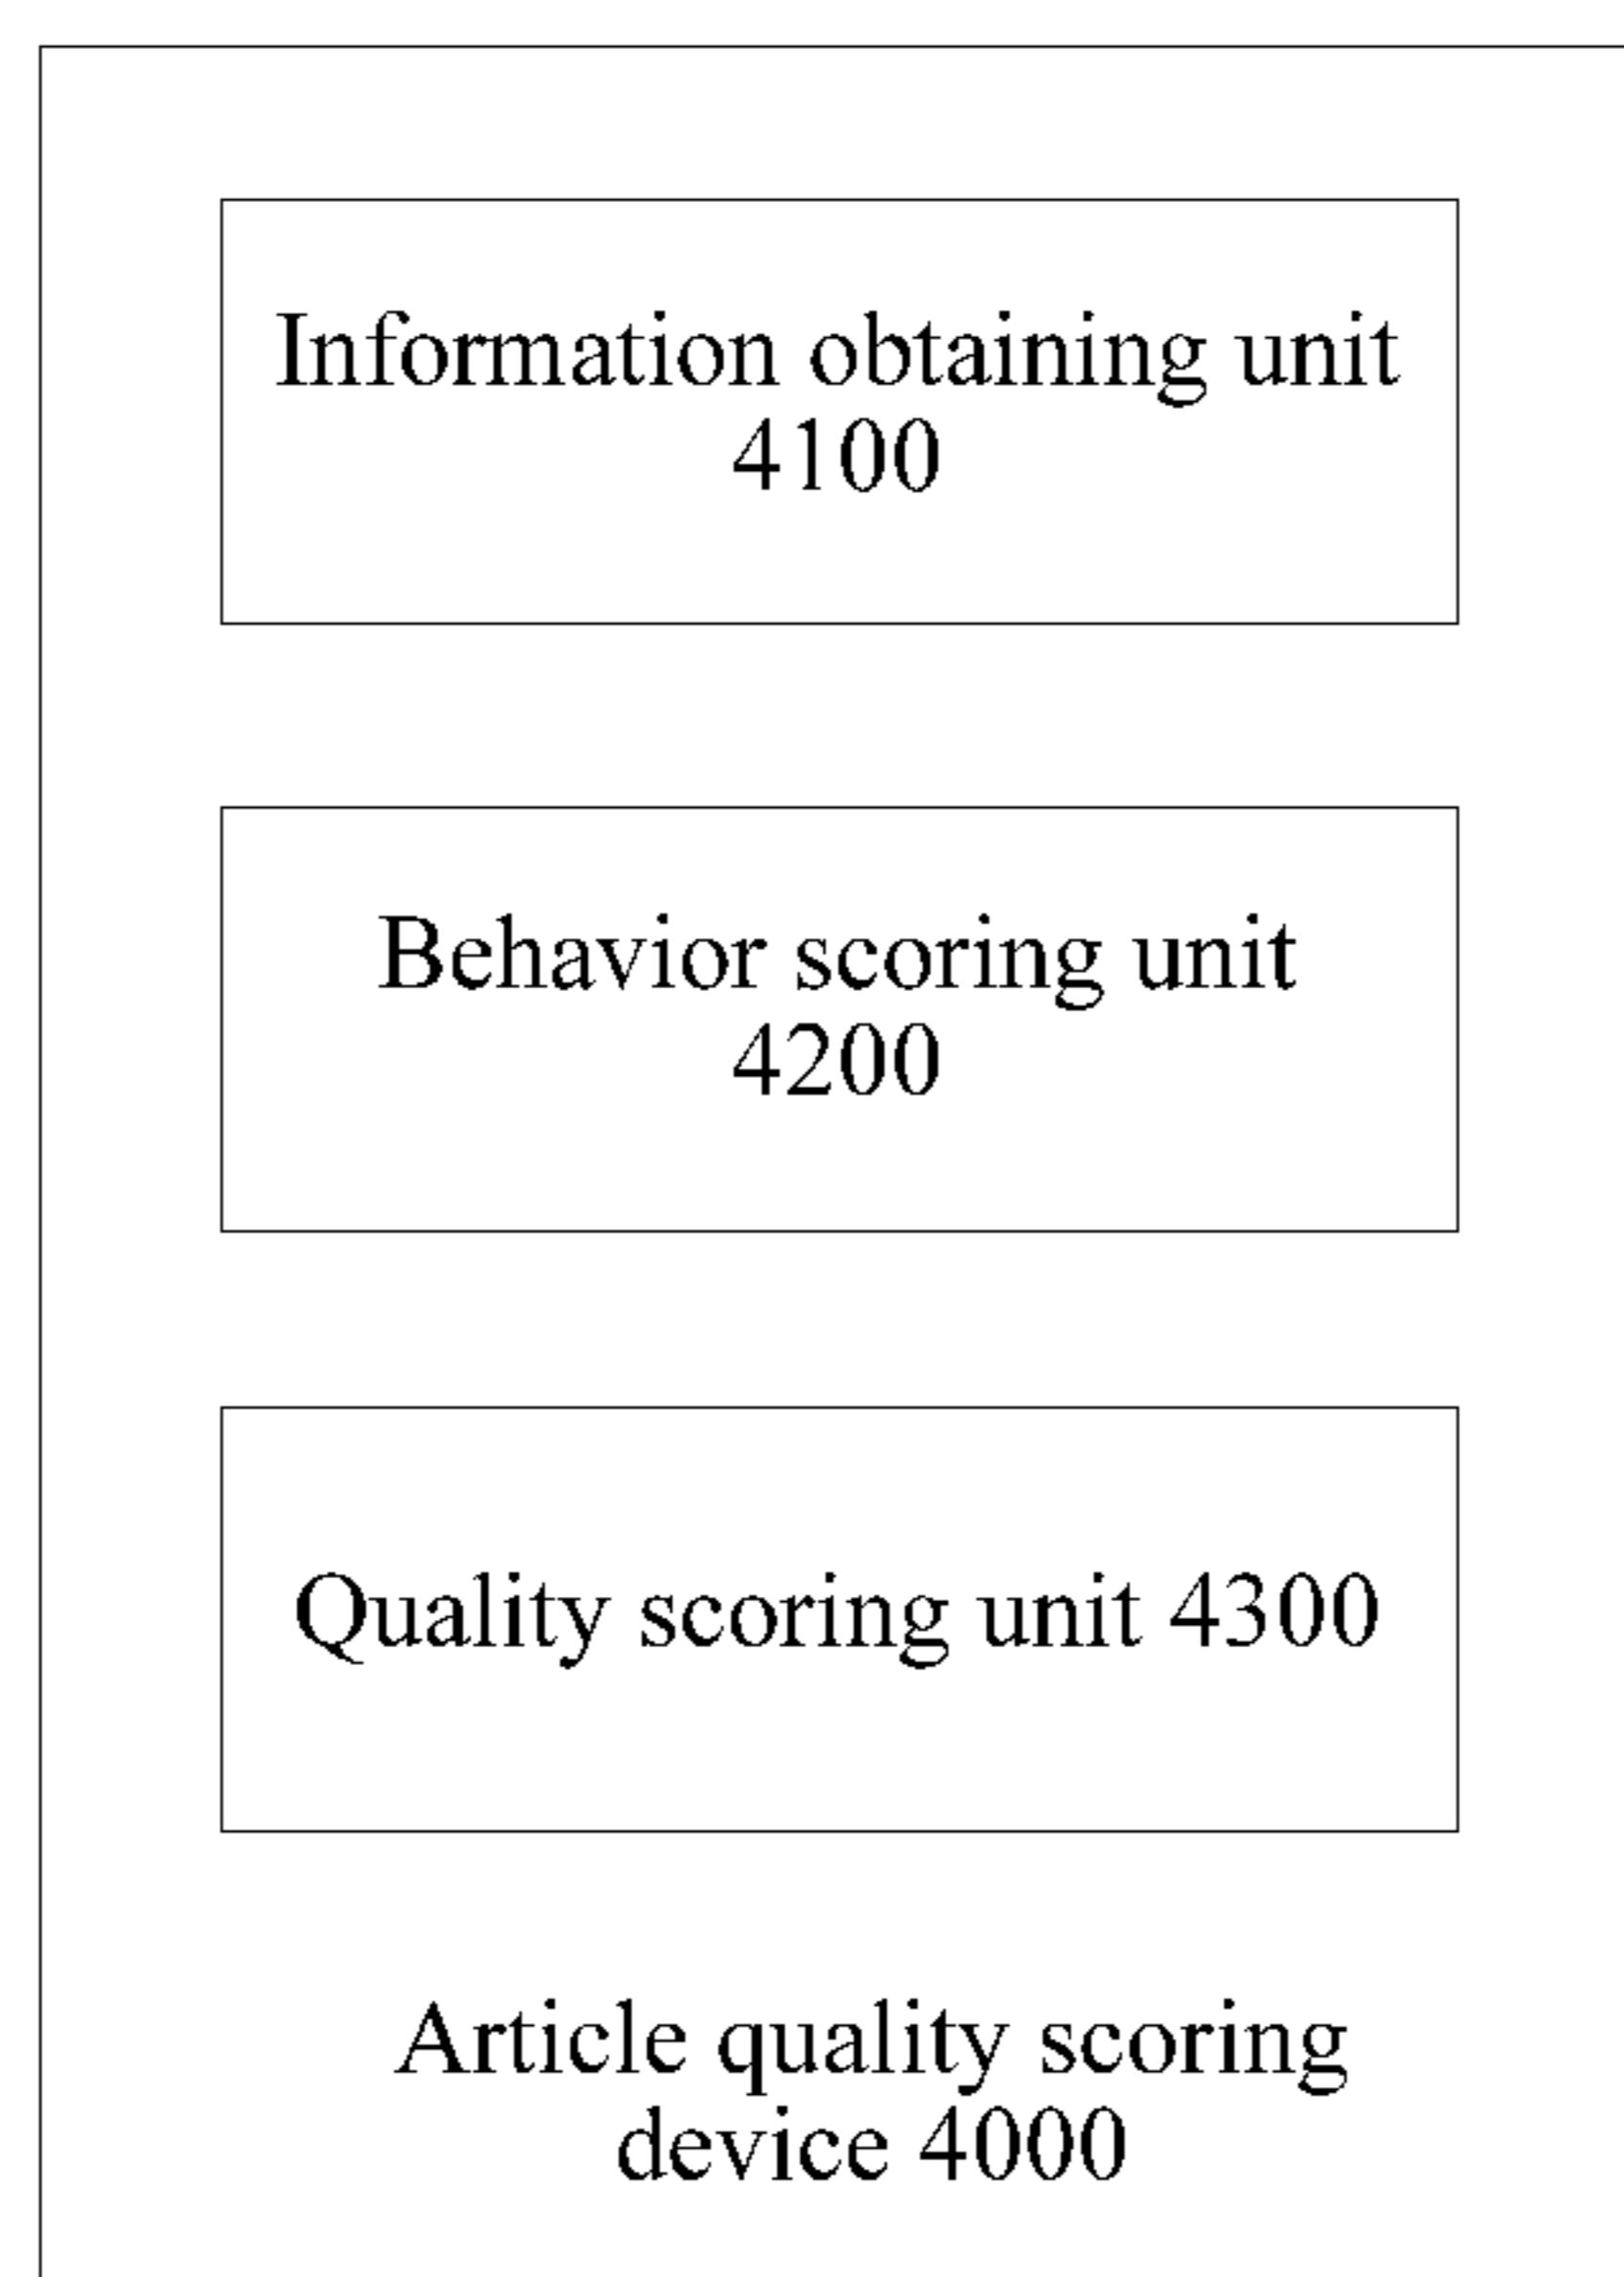 Information obtaining unit
4100
Behavior scoring unit
4200
Quality scoring unit 4300
Article quality scoring
device 4000